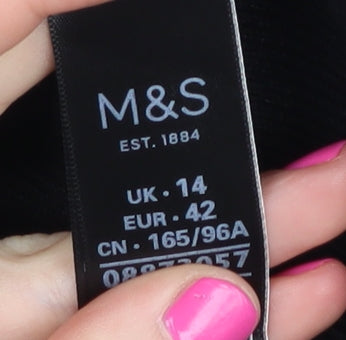 M&S
EST. 1884
UK · 14
EUR · 42
CN · 165/96A